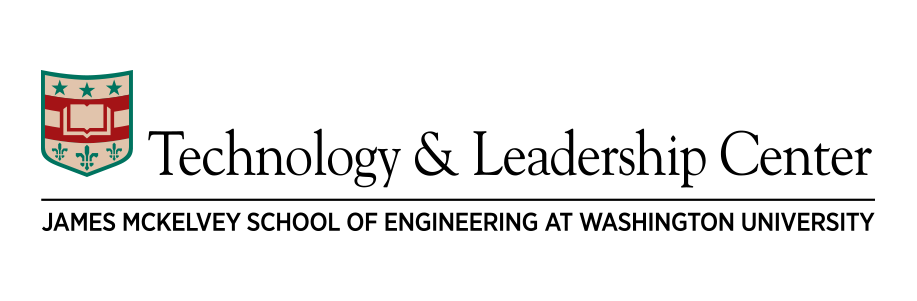 Technology & Leadership Center
JAMES MCKELVEY SCHOOL OF ENGINEERING AT WASHINGTON UNIVERSITY